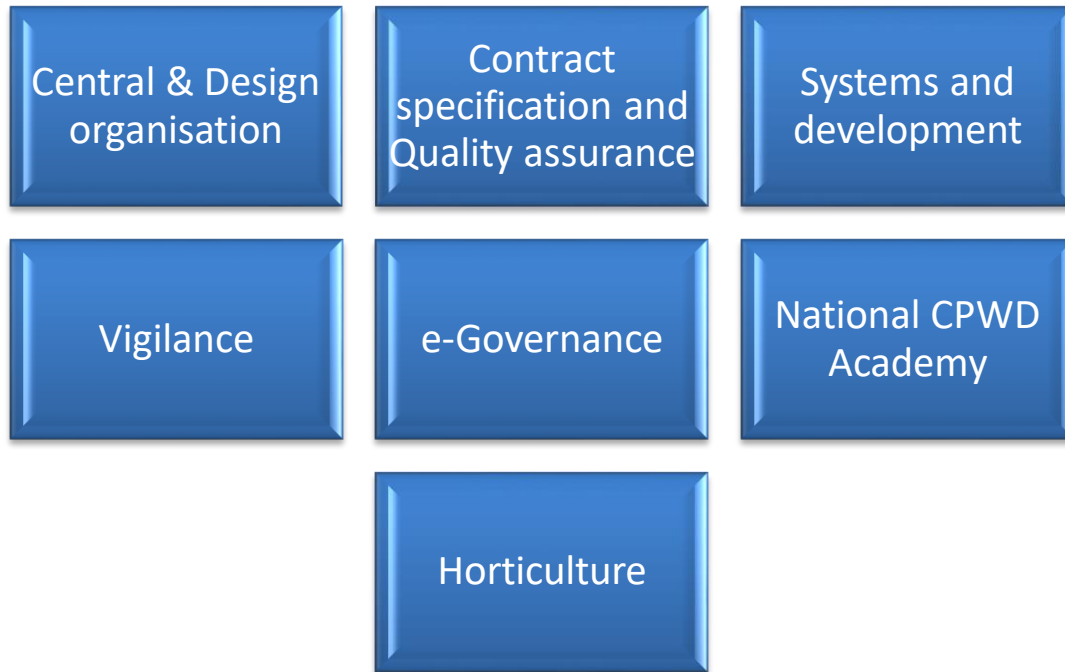 Central & Design
organisation
Contract
specification and
Quality assurance
Systems and
development
Vigilance
e-Governance
National CPWD
Academy
Horticulture